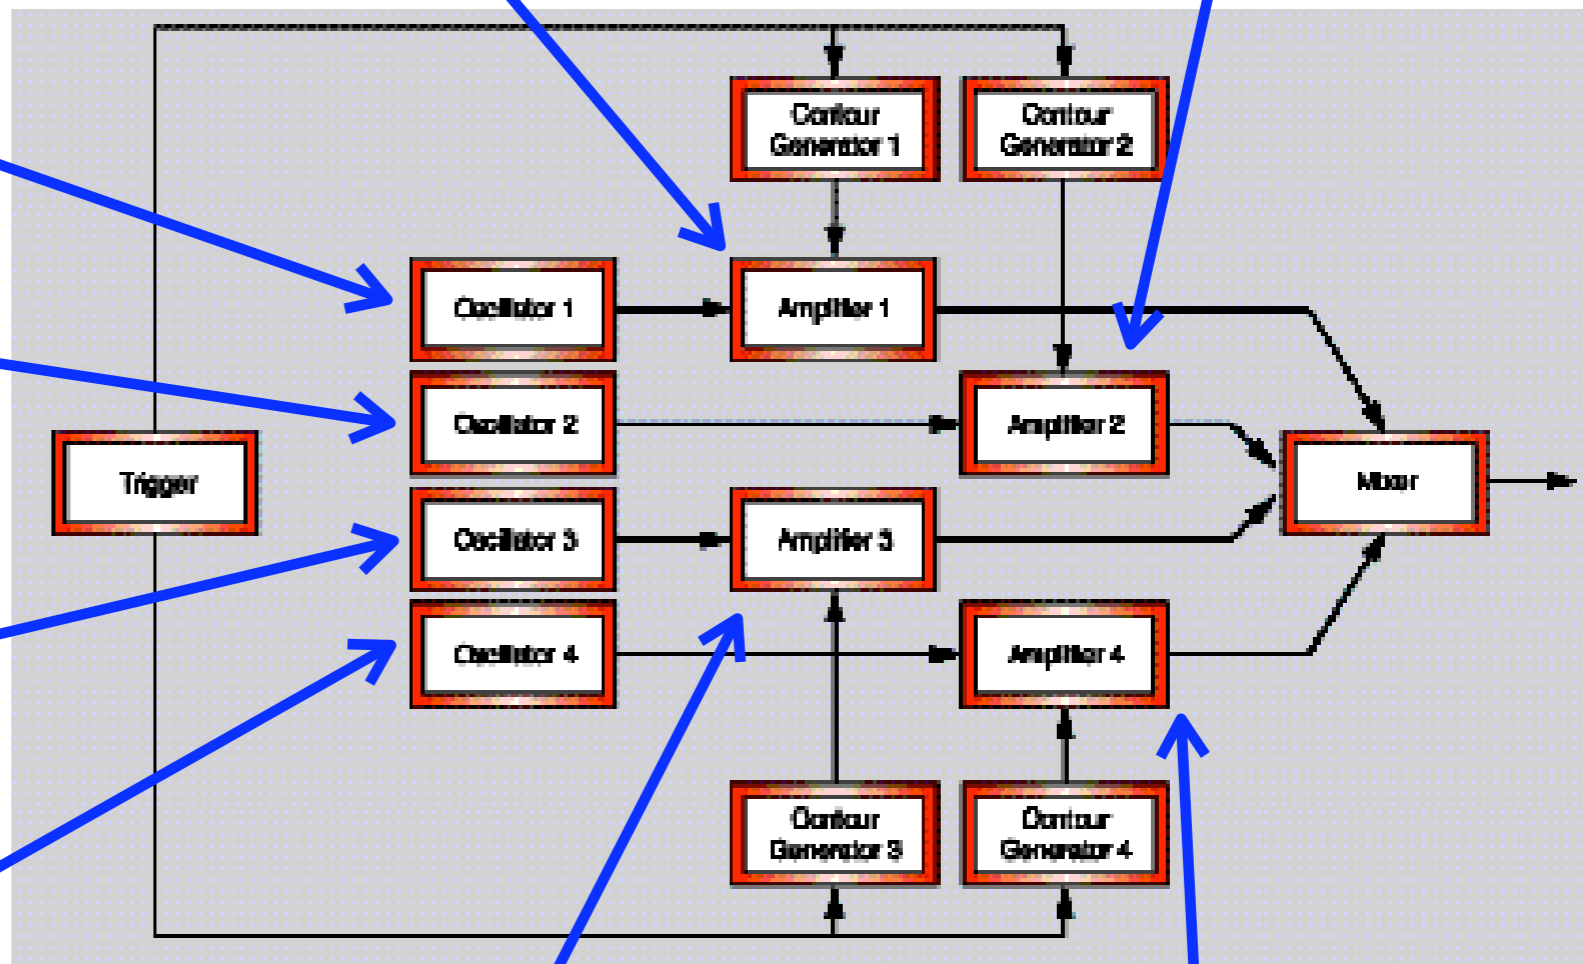 Contour
Generator 1
Contour
Generator 2
Oscillator 1
Amplifier 1
Oscillator 2
Amplifier 2
Trigger
Mixer
Oscillator 3
Amplifier 3
Oscillator 4
Amplifier 4
Contour
Generator 3
Contour
Generator 4